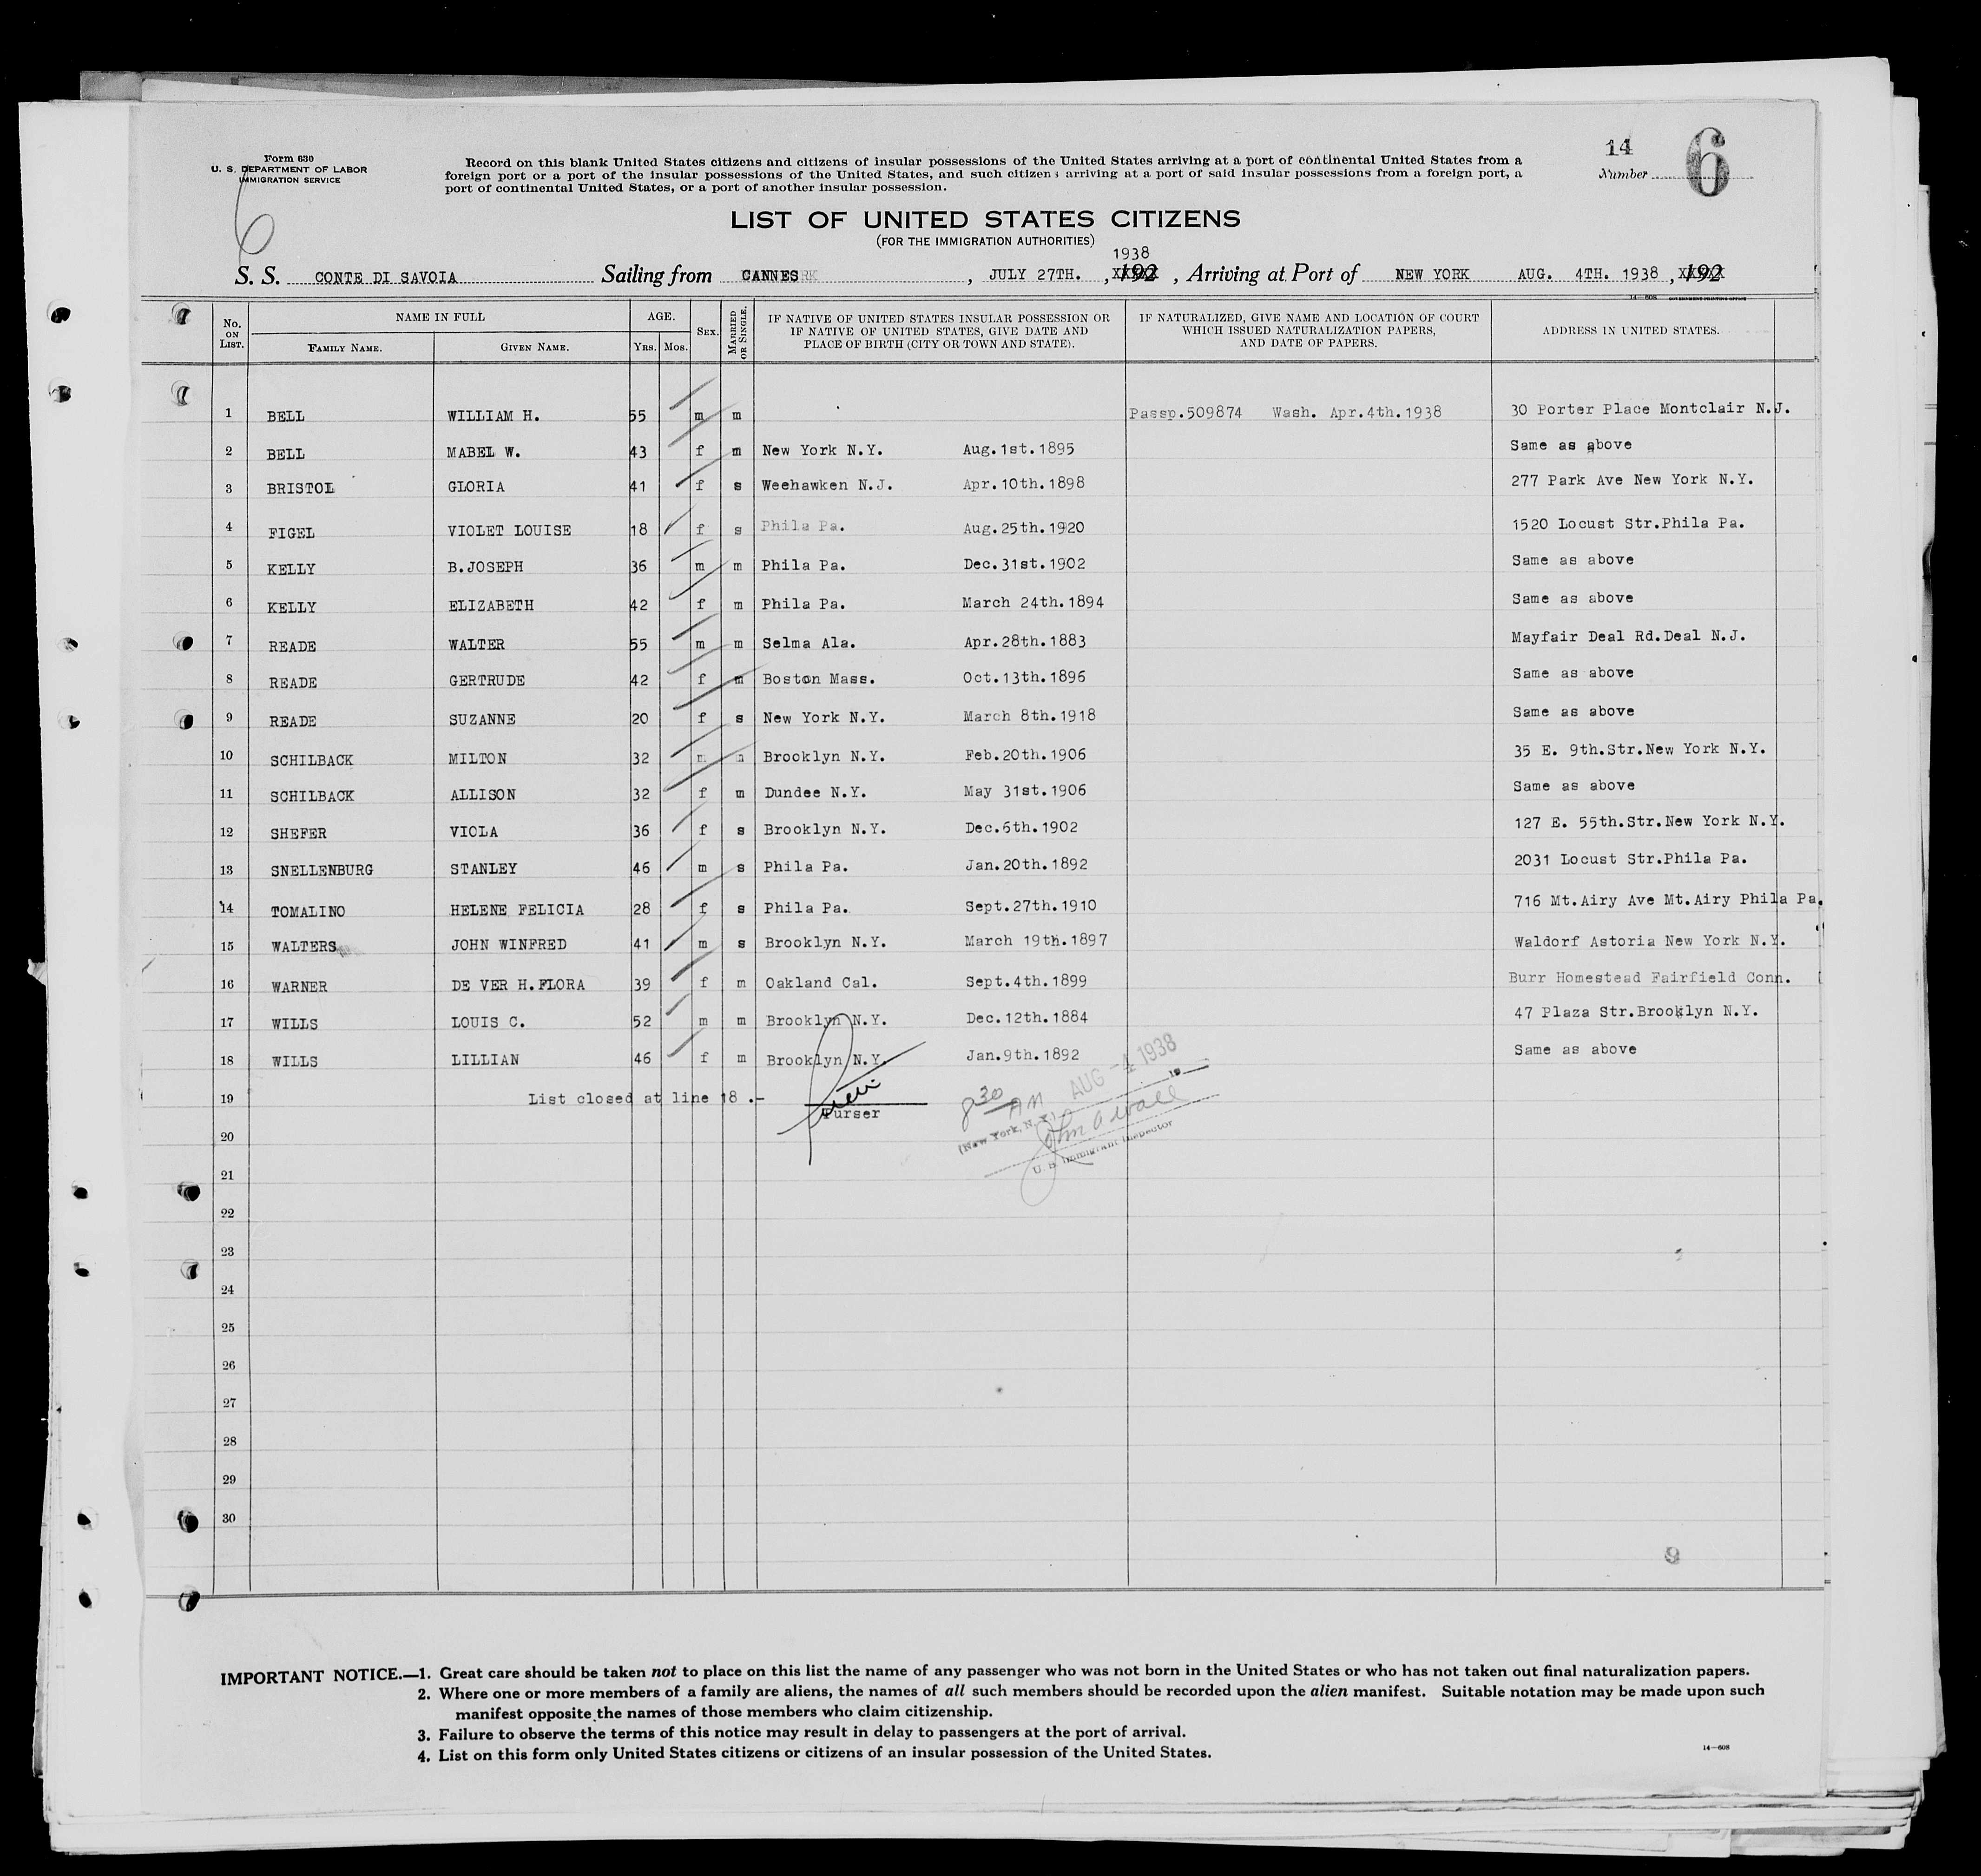 Form 630
U. S. DEPARTMENT OF LABOR
IMMIGRATION SERVICE
Record on this blank United States citizens and citizens of insular possessions of the United States arriving at a port of continental United States from a
foreign port or a port of the insular possessions of the United States, and such citizens arriving at a port of said insular possessions from a foreign port, a
port of continental United States, or a port of another insular possession.
14
Number 6
6
LIST OF UNITED STATES CITIZENS
(FOR THE IMMIGRATION AUTHORITIES)
1938
S. S. CONTE DI SAVOIA Sailing from CANNES, JULY 27TH. , 192 , Arriving at Port of NEW YORK AUG. 4TH. 1938 , 192
14—608 GOVERNMENT PRINTING OFFICE
No. ON LIST. NAME IN FULL FAMILY NAME. GIVEN NAME. AGE. YRS. MOS. SEX. MARRIED OR SINGLE. IF NATIVE OF UNITED STATES INSULAR POSSESSION OR IF NATIVE OF UNITED STATES, GIVE DATE AND PLACE OF BIRTH (CITY OR TOWN AND STATE). IF NATURALIZED, GIVE NAME AND LOCATION OF COURT WHICH ISSUED NATURALIZATION PAPERS, AND DATE OF PAPERS. ADDRESS IN UNITED STATES.
1 BELL WILLIAM H. 55 m m Passp.509874 Wash. Apr.4th.1938 30 Porter Place Montclair N.J.
2 BELL MABEL W. 43 f m New York N.Y. Aug.1st.1895 Same as above
3 BRISTOL GLORIA 41 f s Weehawken N.J. Apr.10th.1898 277 Park Ave New York N.Y.
4 FIGEL VIOLET LOUISE 18 f s Phila Pa. Aug.25th.1920 1520 Locust Str.Phila Pa.
5 KELLY B.JOSEPH 36 m m Phila Pa. Dec.31st.1902 Same as above
6 KELLY ELIZABETH 42 f m Phila Pa. March 24th.1894 Same as above
7 READE WALTER 55 m m Selma Ala. Apr.28th.1883 Mayfair Deal Rd.Deal N.J.
8 READE GERTRUDE 42 f m Boston Mass. Oct.13th.1896 Same as above
9 READE SUZANNE 20 f s New York N.Y. March 8th.1918 Same as above
10 SCHILBACK MILTON 32 m m Brooklyn N.Y. Feb.20th.1906 35 E. 9th.Str.New York N.Y.
11 SCHILBACK ALLISON 32 f m Dundee N.Y. May 31st.1906 Same as above
12 SHEFER VIOLA 36 f s Brooklyn N.Y. Dec.6th.1902 127 E. 55th.Str.New York N.Y.
13 SNELLENBURG STANLEY 46 m s Phila Pa. Jan.20th.1892 2031 Locust Str.Phila Pa.
14 TOMALINO HELENE FELICIA 28 f s Phila Pa. Sept.27th.1910 716 Mt.Airy Ave Mt.Airy Phila Pa.
15 WALTERS JOHN WINFRED 41 m s Brooklyn N.Y. March 19th.1897 Waldorf Astoria New York N.Y.
16 WARNER DE VER H.FLORA 39 f m Oakland Cal. Sept.4th.1899 Burr Homestead Fairfield Conn.
17 WILLS LOUIS C. 52 m m Brooklyn N.Y. Dec.12th.1884 47 Plaza Str.Brooklyn N.Y.
18 WILLS LILLIAN 46 f m Brooklyn N.Y. Jan.9th.1892 Same as above
19 List closed at line 18 .-
Purser
8 30 AM AUG -4 1938 19
(New York, N. Y.)
John A Wall
U. S. Immigrant Inspector
20
21
22
23
24
25
26
27
28
29
30
9
IMPORTANT NOTICE.—1. Great care should be taken not to place on this list the name of any passenger who was not born in the United States or who has not taken out final naturalization papers.
2. Where one or more members of a family are aliens, the names of all such members should be recorded upon the alien manifest. Suitable notation may be made upon such
manifest opposite the names of those members who claim citizenship.
3. Failure to observe the terms of this notice may result in delay to passengers at the port of arrival.
4. List on this form only United States citizens or citizens of an insular possession of the United States.
14—608